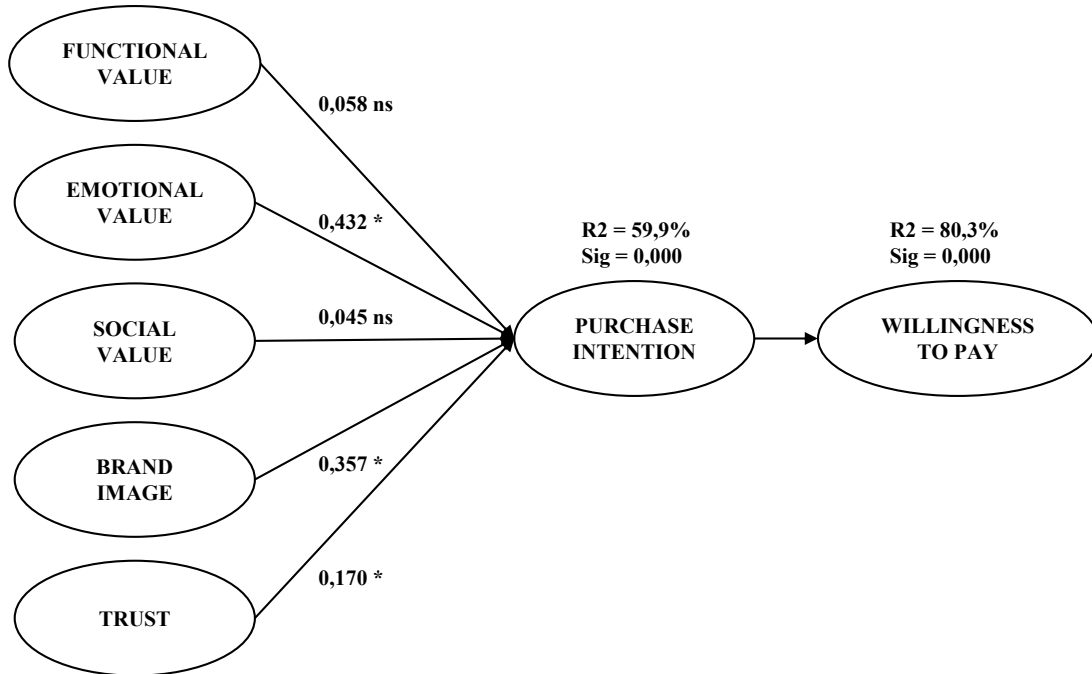 FUNCTIONAL
VALUE
0,058 ns
EMOTIONAL
VALUE
0,432 *
R2 = 59,9%
Sig = 0,000
R2 = 80,3%
Sig = 0,000
SOCIAL
VALUE
0,045 ns
PURCHASE
INTENTION
WILLINGNESS
TO PAY
BRAND
IMAGE
0,357 *
0,170 *
TRUST